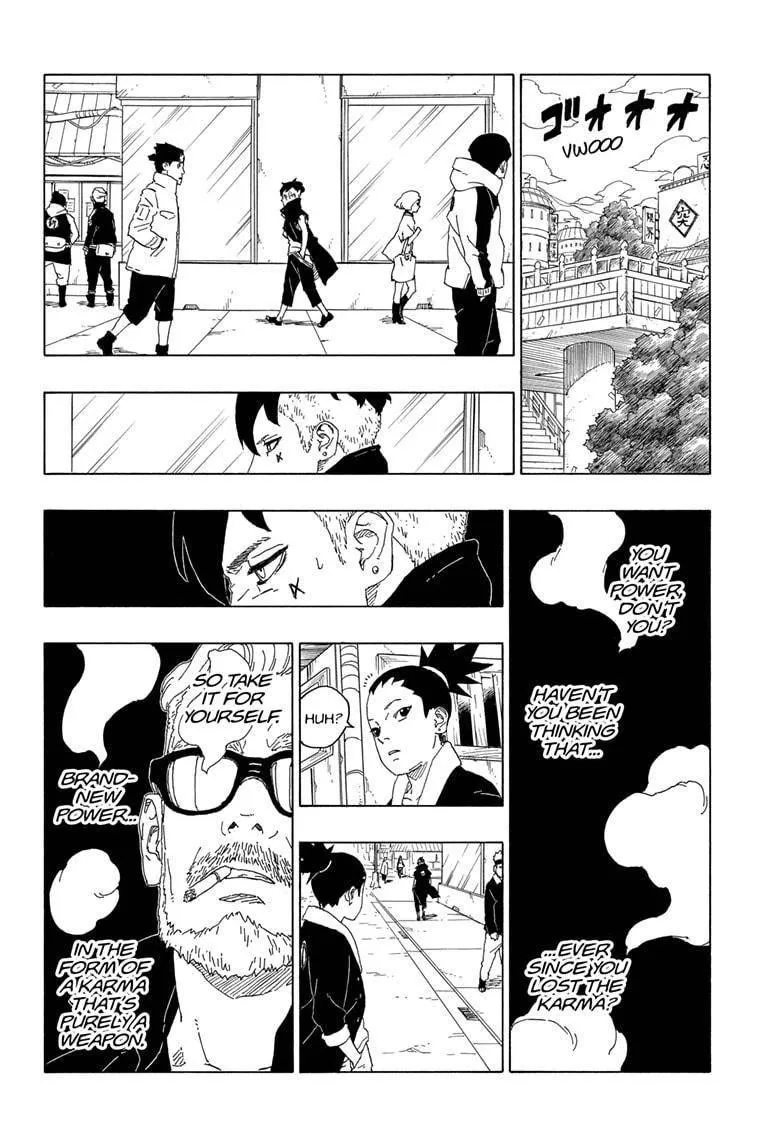 ゴオオオ
VWOOO
YOU
WANT
POWER,
DON'T
YOU?
HAVEN'T
YOU BEEN
THINKING
THAT...
...EVER
SINCE YOU
LOST THE
KARMA?
HUH?
SO TAKE
IT FOR
YOURSELF.
BRAND-
NEW
POWER...
IN THE
FORM OF
A KARMA
THAT'S
PURELY A
WEAPON.